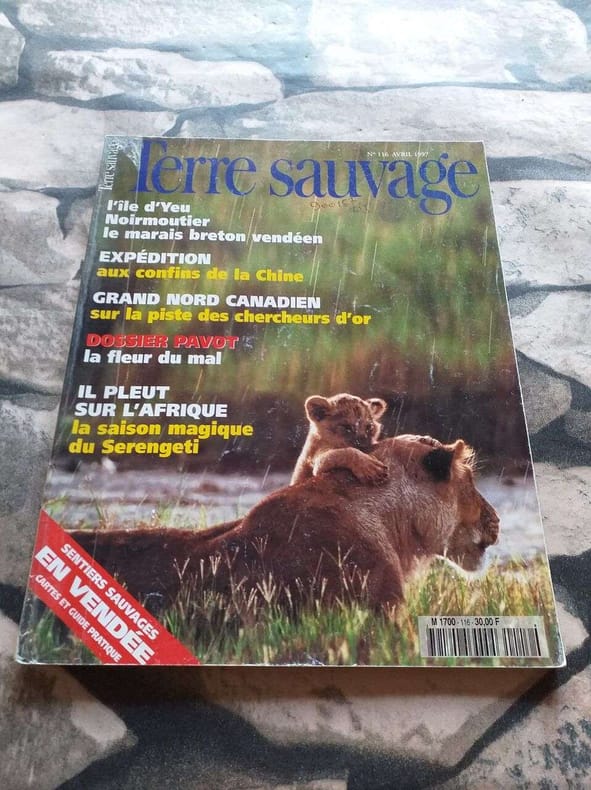 Terre sauvage
Terre sauvage
N° 116 AVRIL 1997
l'île d'Yeu
Noirmoutier
le marais breton vendéen
EXPÉDITION
aux confins de la Chine
GRAND NORD CANADIEN
sur la piste des chercheurs d'or
DOSSIER PAVOT
la fleur du mal
IL PLEUT
SUR L'AFRIQUE
la saison magique
du Serengeti
SENTIERS SAUVAGES
EN VENDÉE
CARTES ET GUIDE PRATIQUE
M 1700 - 116 - 30,00 F